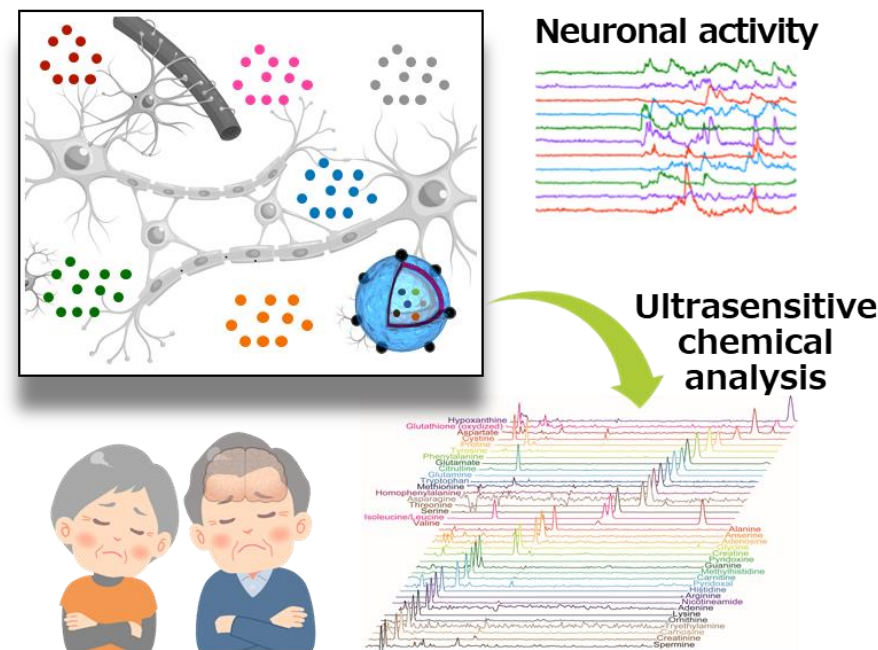 Neuronal activity
Ultrasensitive
chemical
analysis
Hypoxanthine
Glutathione (oxydized)
Aspartate
Cystine
Proline
Tyrosine
Phenylalanine
Glutamate
Citrulline
Glutamine
Tryptophan
Methionine
Homophenylalanine
Asparagine
Threonine
Serine
Isoleucine/Leucine
Valine
Alanine
Anserine
Adenosine
Glycine
Creatine
Pyridoxine
Guanine
Methylhistidine
Carnitine
Pyridoxal
Histidine
Arginine
Nicotineamide
Adenine
Lysine
Ornithine
Tryethylamine
Carnosine
Creatinine
Spermine